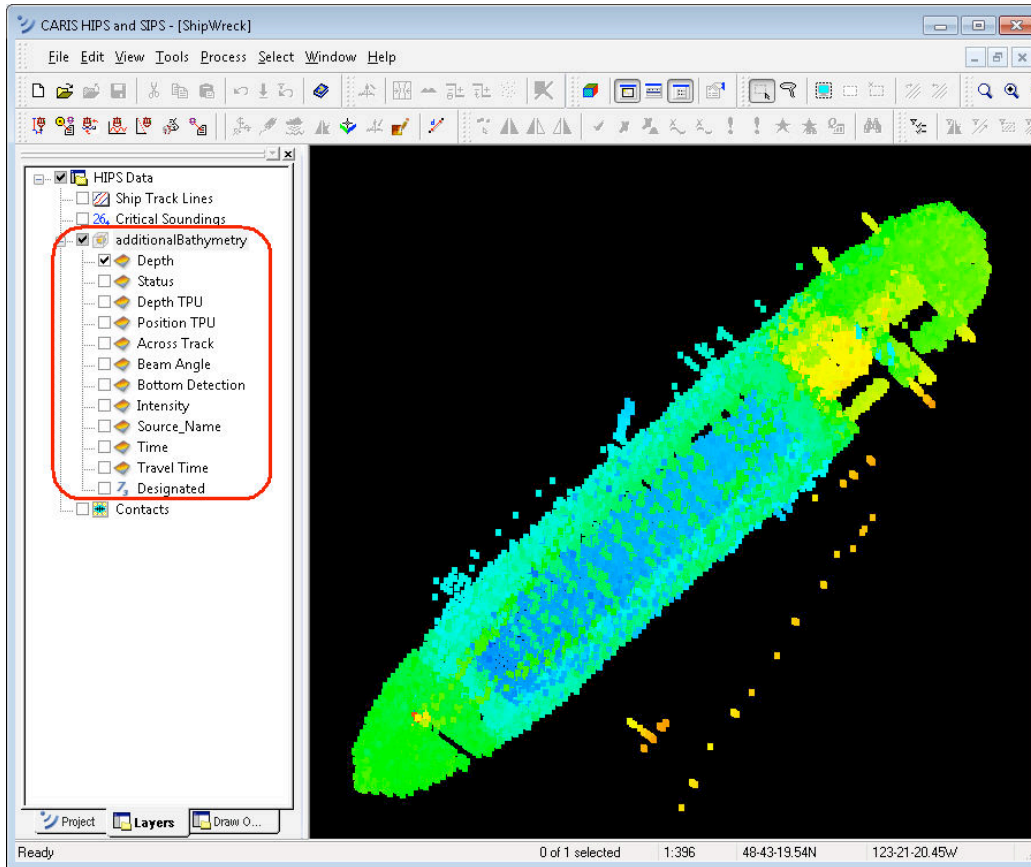 CARIS HIPS and SIPS - [ShipWreck]
File Edit View Tools Process Select Window Help
HIPS Data
Ship Track Lines
Critical Soundings
additionalBathymetry
Depth
Status
Depth TPU
Position TPU
Across Track
Beam Angle
Bottom Detection
Intensity
Source_Name
Time
Travel Time
Designated
Contacts
Project Layers Draw O...
Ready 0 of 1 selected 1:396 48-43-19.54N 123-21-20.45W